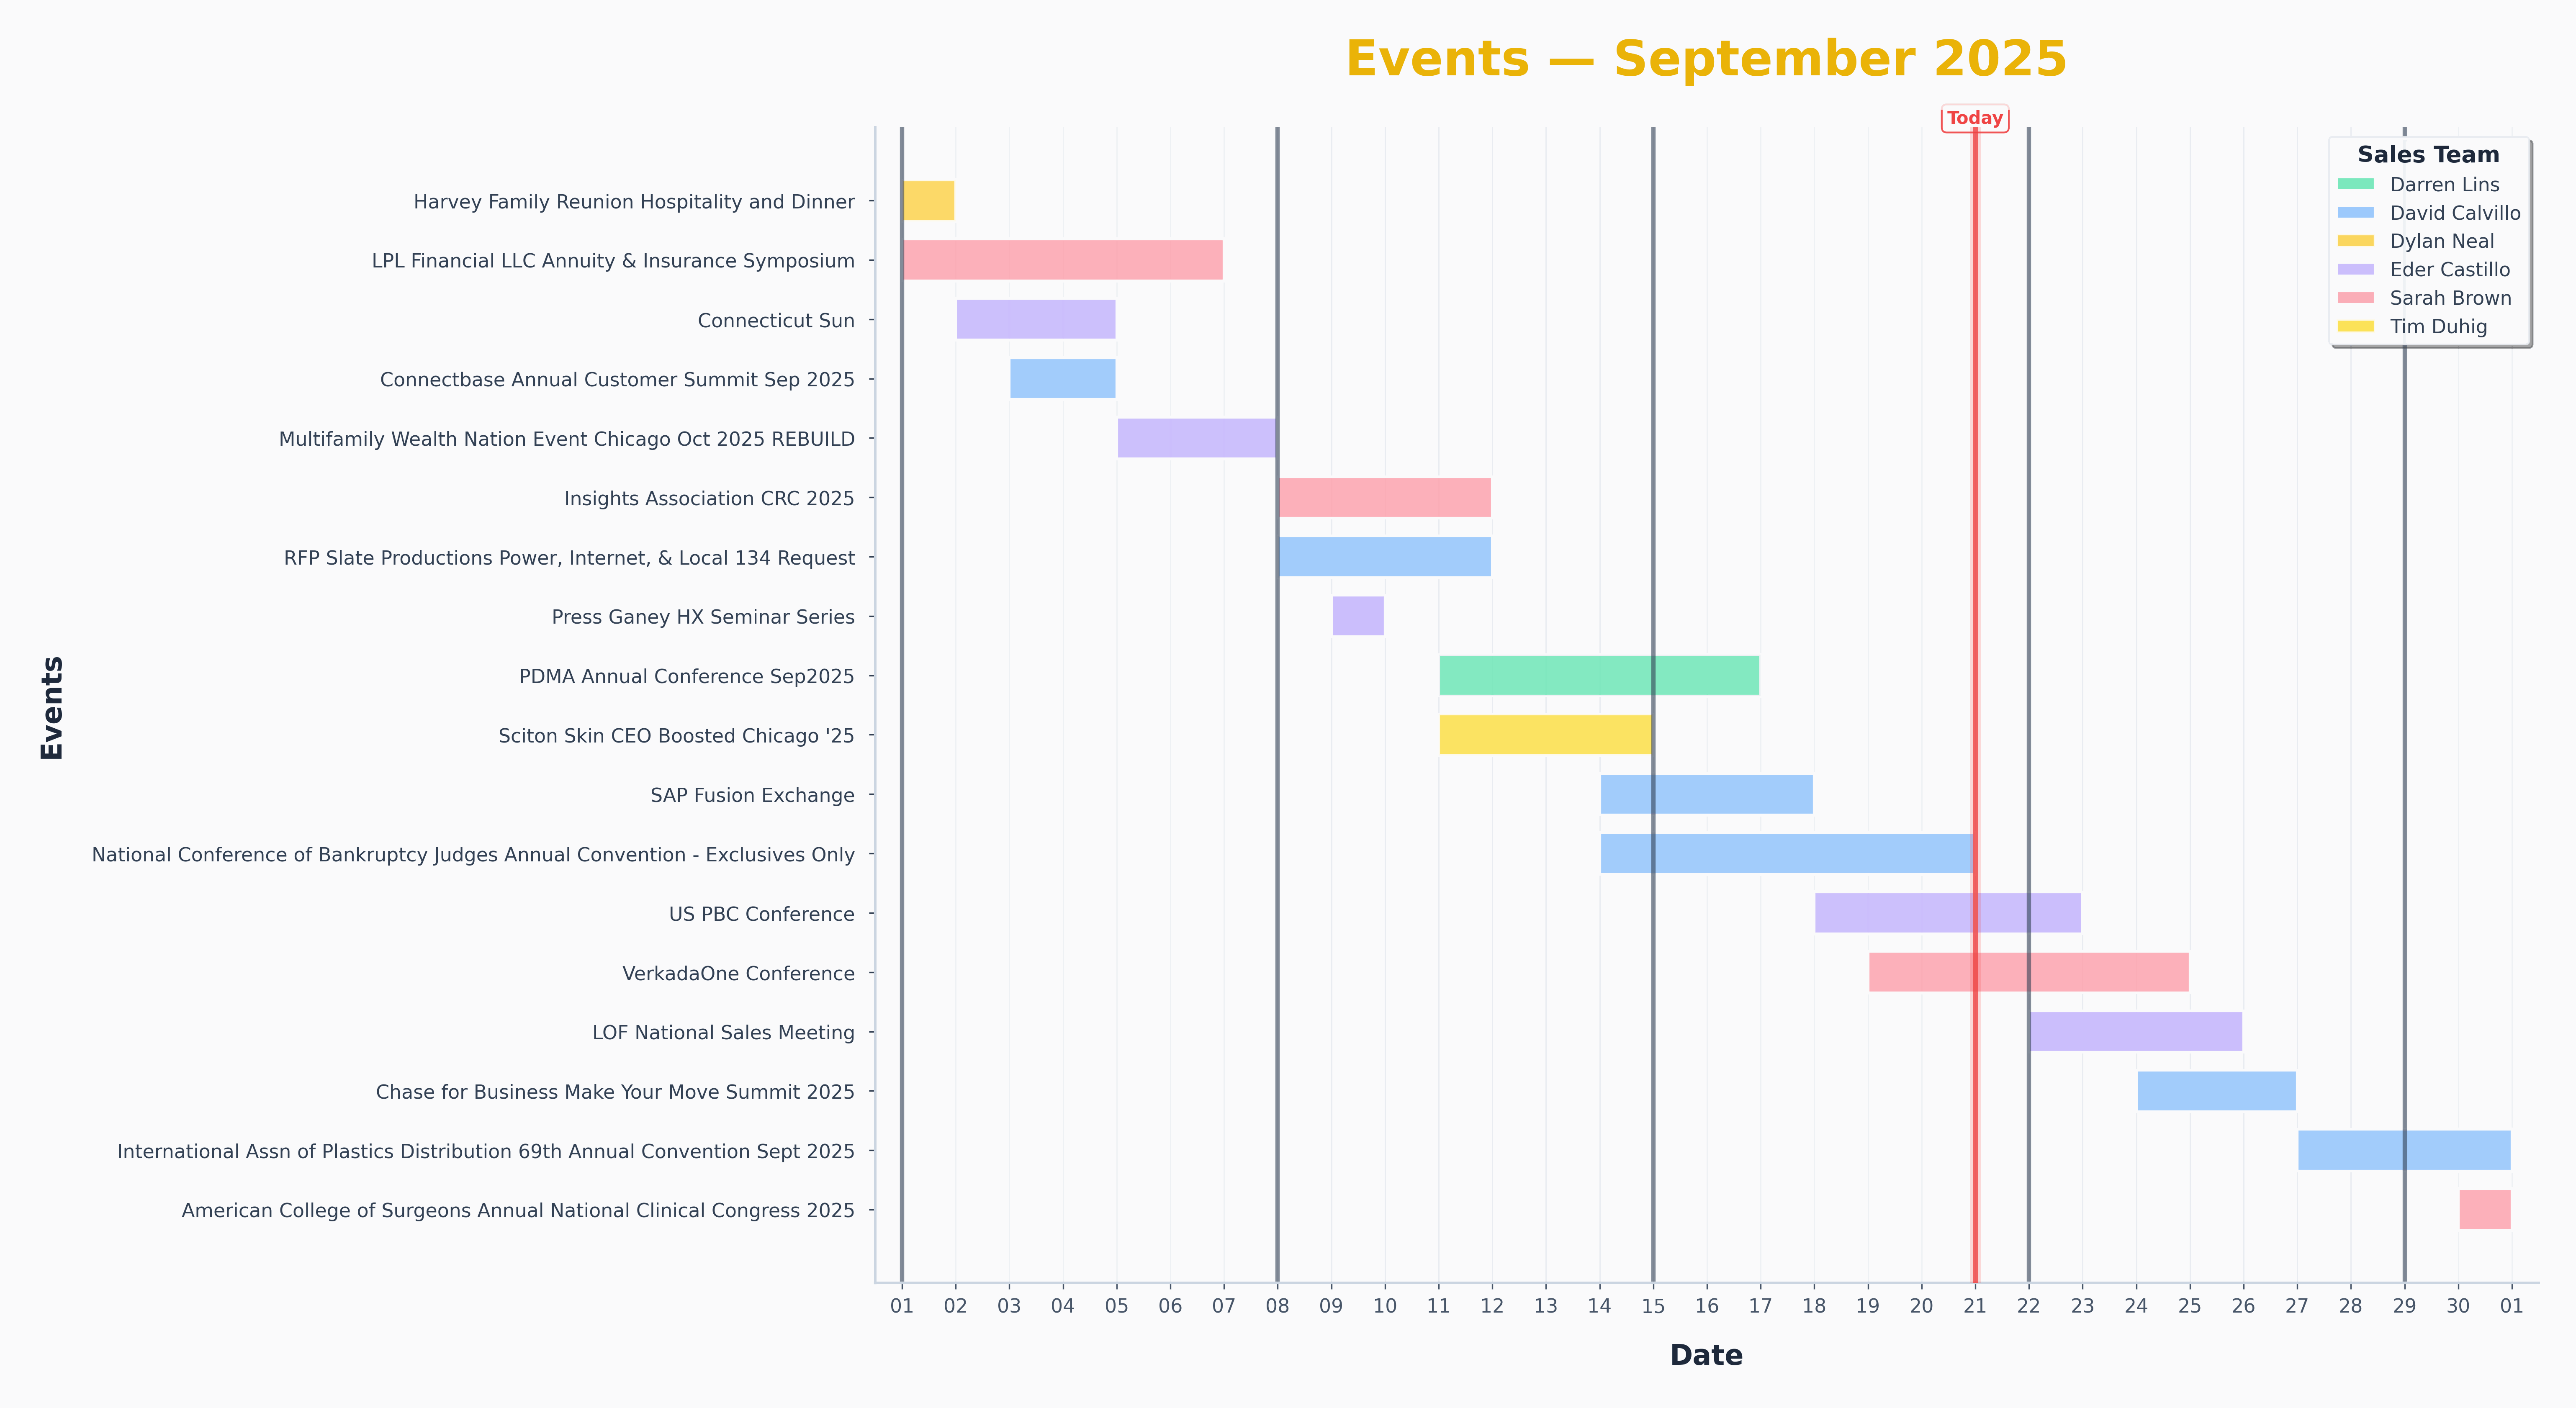 Events — September 2025
Today
Sales Team
Darren Lins
David Calvillo
Dylan Neal
Eder Castillo
Sarah Brown
Tim Duhig
Events
Harvey Family Reunion Hospitality and Dinner
LPL Financial LLC Annuity & Insurance Symposium
Connecticut Sun
Connectbase Annual Customer Summit Sep 2025
Multifamily Wealth Nation Event Chicago Oct 2025 REBUILD
Insights Association CRC 2025
RFP Slate Productions Power, Internet, & Local 134 Request
Press Ganey HX Seminar Series
PDMA Annual Conference Sep2025
Sciton Skin CEO Boosted Chicago '25
SAP Fusion Exchange
National Conference of Bankruptcy Judges Annual Convention - Exclusives Only
US PBC Conference
VerkadaOne Conference
LOF National Sales Meeting
Chase for Business Make Your Move Summit 2025
International Assn of Plastics Distribution 69th Annual Convention Sept 2025
American College of Surgeons Annual National Clinical Congress 2025
01 02 03 04 05 06 07 08 09 10 11 12 13 14 15 16 17 18 19 20 21 22 23 24 25 26 27 28 29 30 01
Date